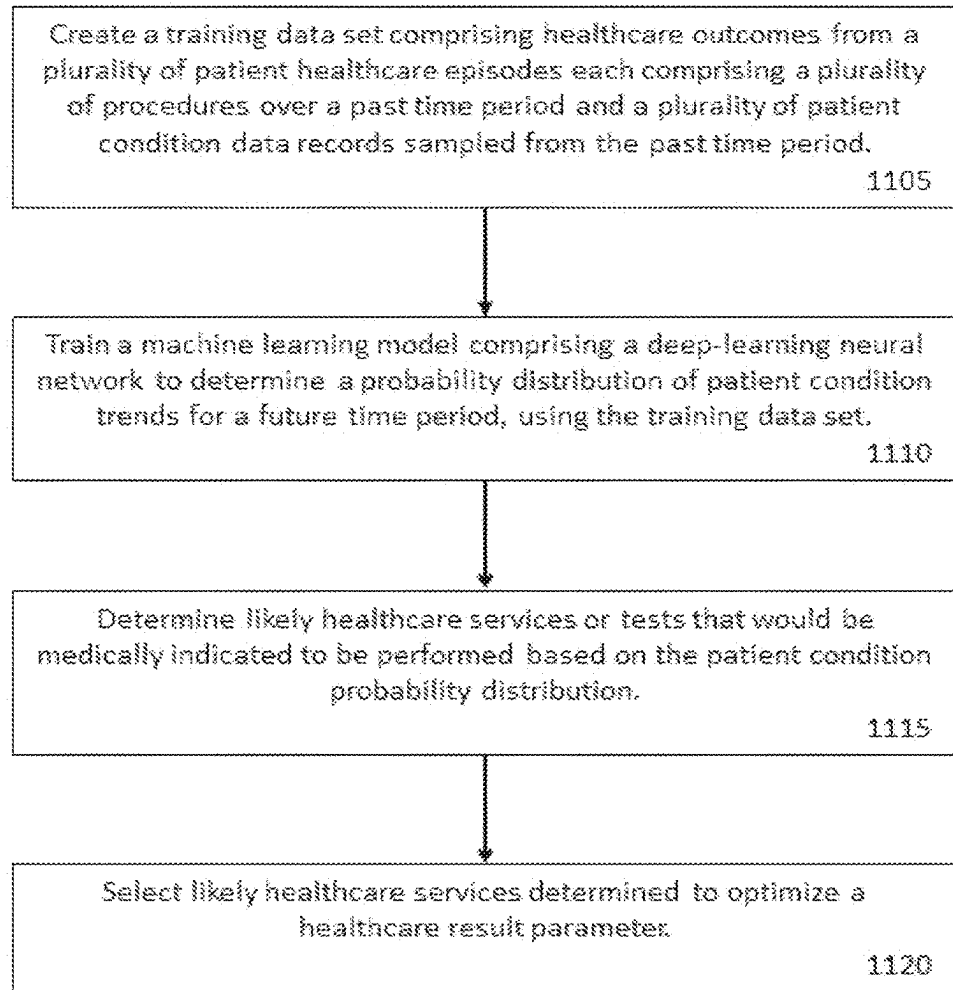 Create a training data set comprising healthcare outcomes from a
plurality of patient healthcare episodes each comprising a plurality
of procedures over a past time period and a plurality of patient
condition data records sampled from the past time period.
1105
Train a machine learning model comprising a deep-learning neural
network to determine a probability distribution of patient condition
trends for a future time period, using the training data set.
1110
Determine likely healthcare services or tests that would be
medically indicated to be performed based on the patient condition
probability distribution.
1115
Select likely healthcare services determined to optimize a
healthcare result parameter.
1120